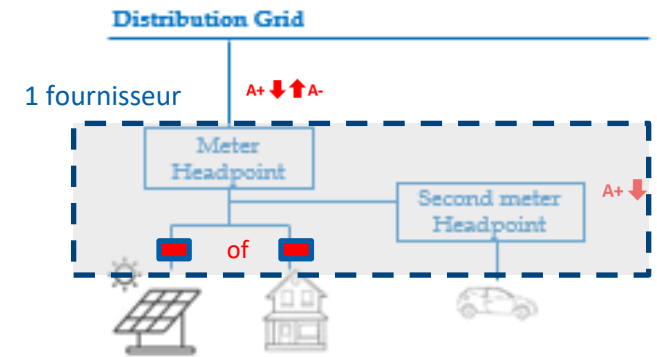 Distribution Grid
1 fournisseur
A+ A-
Meter
Headpoint
Second meter
Headpoint
A+
of